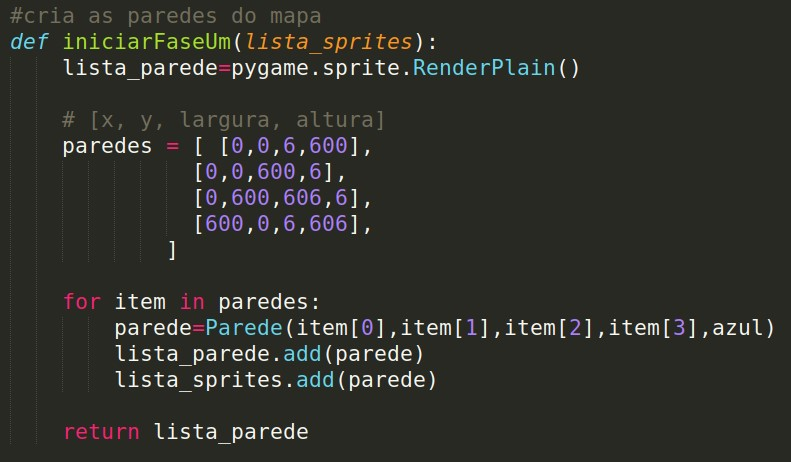 #cria as paredes do mapa
def iniciarFaseUm(lista_sprites):
    lista_parede=pygame.sprite.RenderPlain()

    # [x, y, largura, altura]
    paredes = [ [0,0,6,600],
              [0,0,600,6],
              [0,600,606,6],
              [600,0,6,606],
            ]

    for item in paredes:
        parede=Parede(item[0],item[1],item[2],item[3],azul)
        lista_parede.add(parede)
        lista_sprites.add(parede)

    return lista_parede